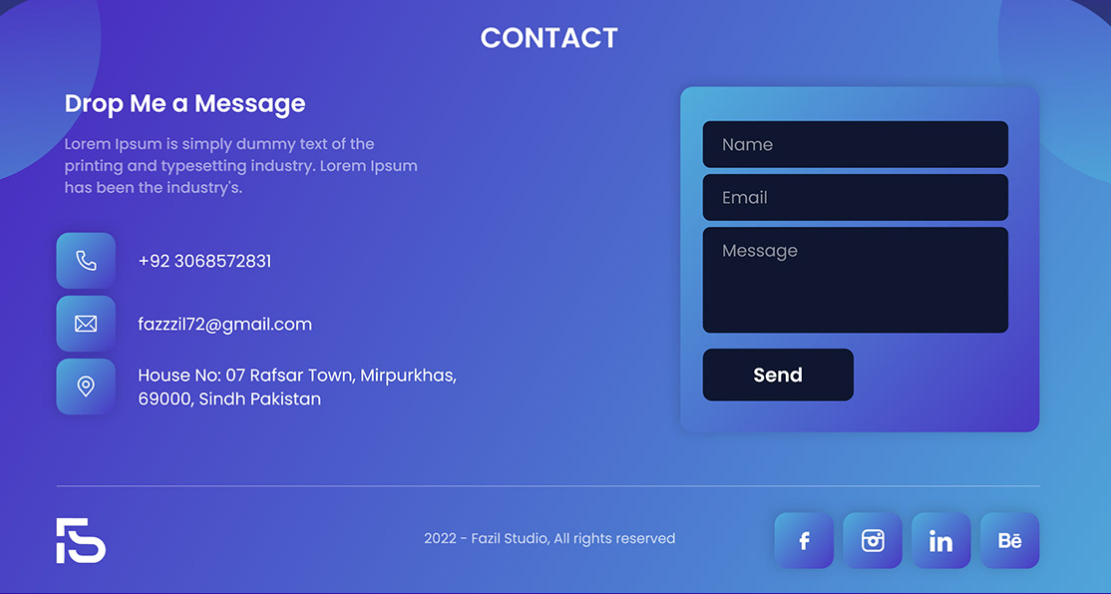 CONTACT
Drop Me a Message
Lorem Ipsum is simply dummy text of the
printing and typesetting industry. Lorem Ipsum
has been the industry's.
+92 3068572831
fazzzil72@gmail.com
House No: 07 Rafsar Town, Mirpurkhas,
69000, Sindh Pakistan
Name
Email
Message
Send
FS
2022 - Fazil Studio, All rights reserved
f
in
Bē